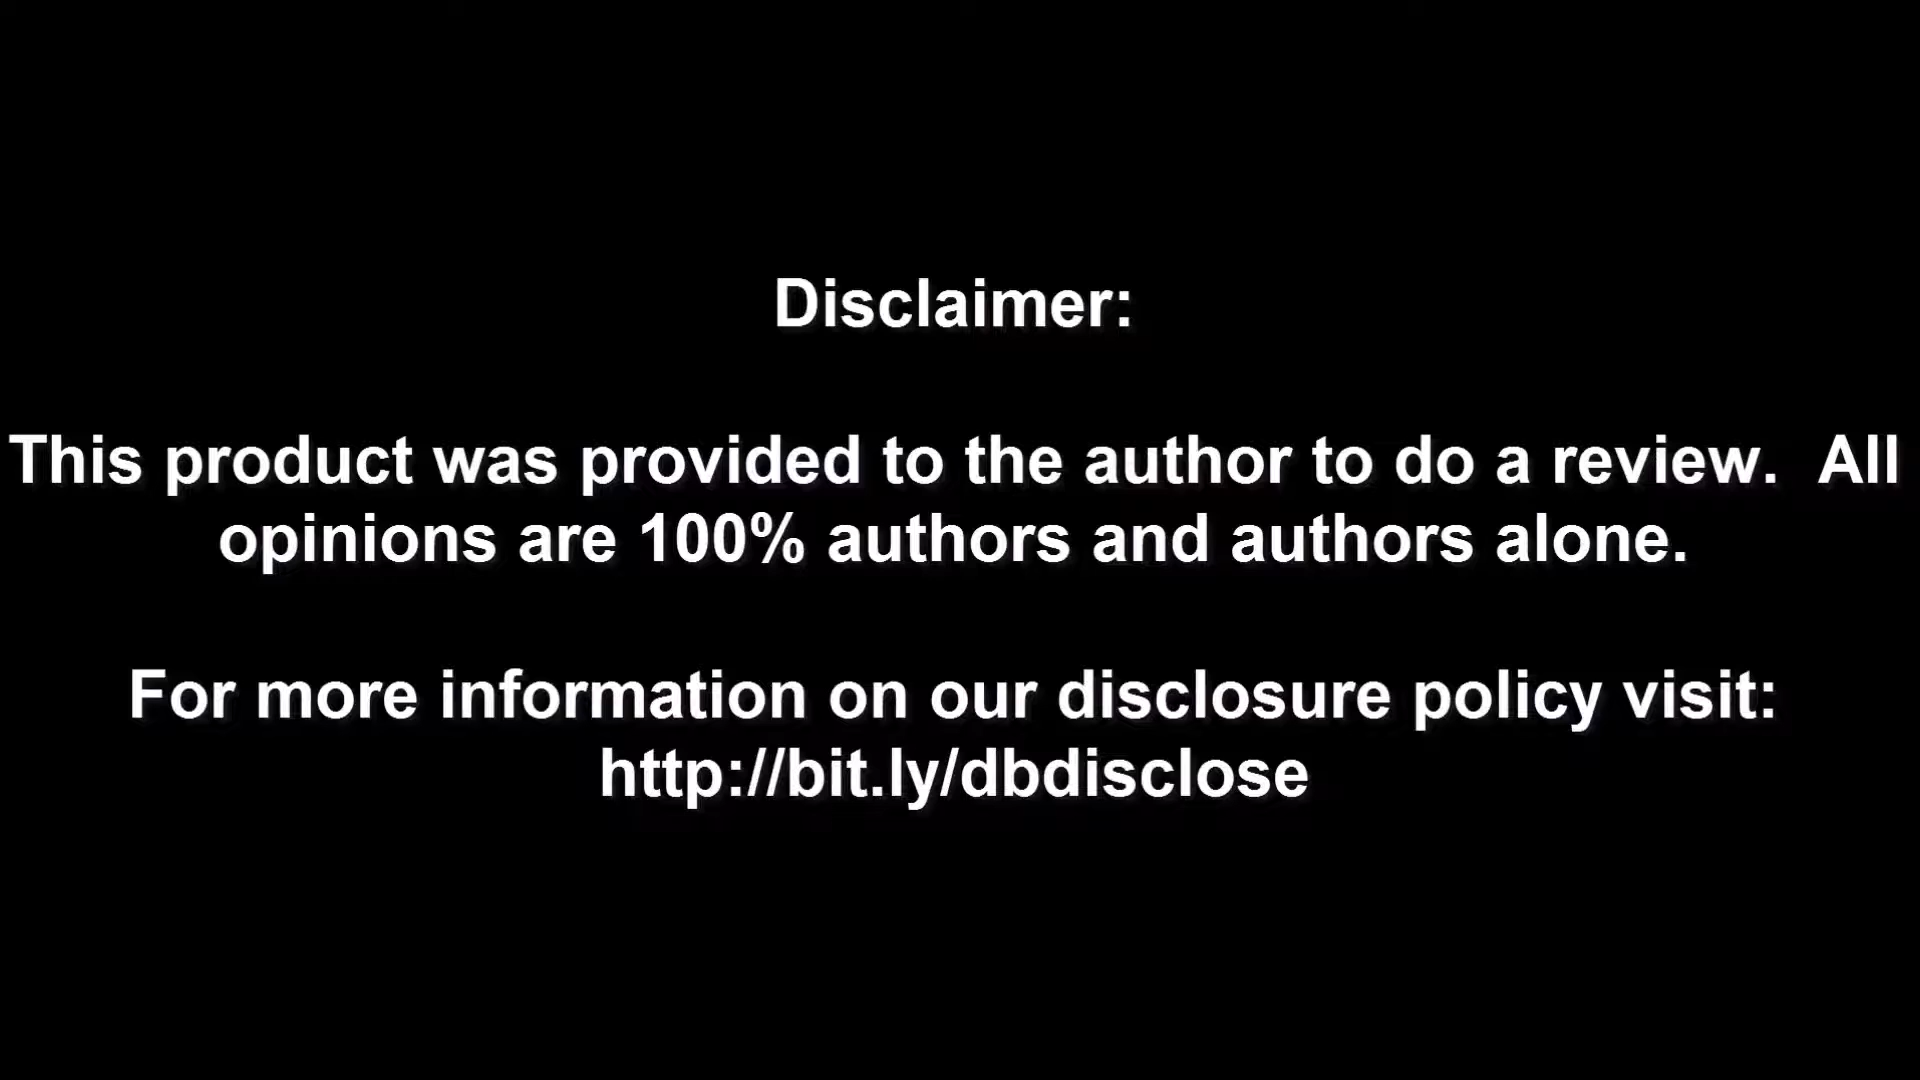 Disclaimer:
This product was provided to the author to do a review.  All
opinions are 100% authors and authors alone.
For more information on our disclosure policy visit:
http://bit.ly/dbdisclose